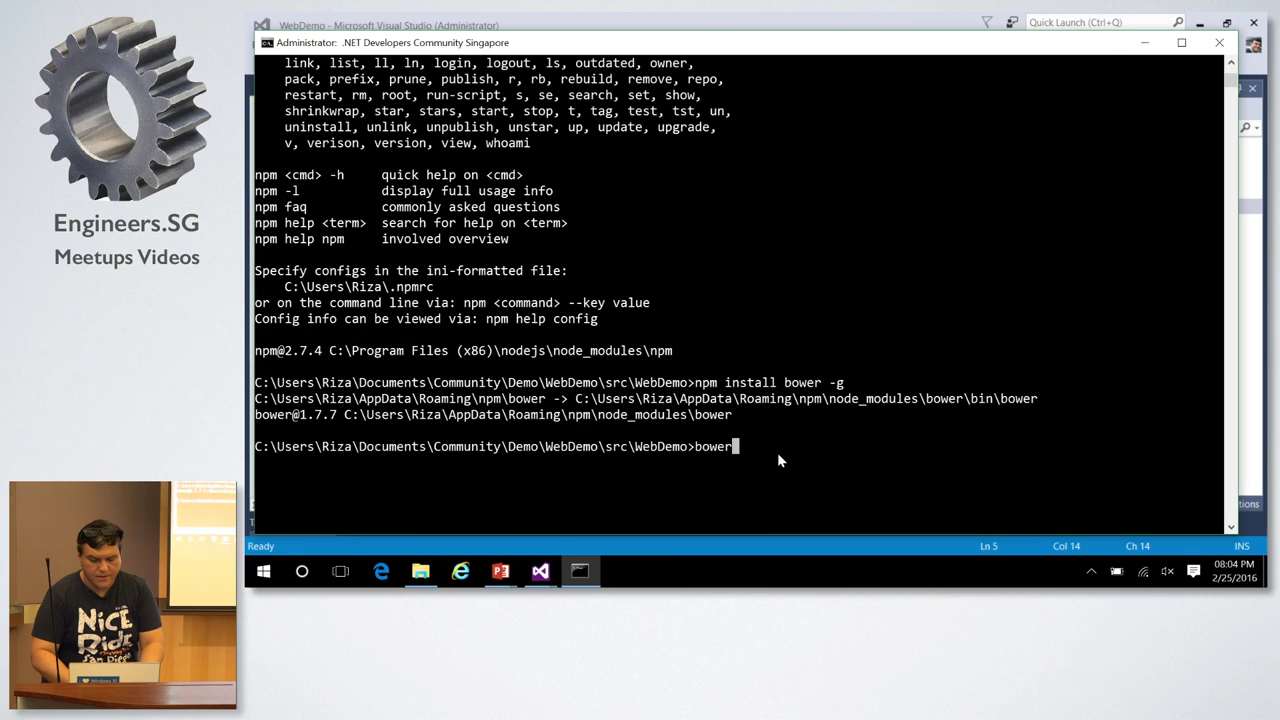 WebDemo - Microsoft Visual Studio (Administrator)
Quick Launch (Ctrl+Q)
Administrator: .NET Developers Community Singapore
link, list, ll, ln, login, logout, ls, outdated, owner,
pack, prefix, prune, publish, r, rb, rebuild, remove, repo,
restart, rm, root, run-script, s, se, search, set, show,
shrinkwrap, star, stars, start, stop, t, tag, test, tst, un,
uninstall, unlink, unpublish, unstar, up, update, upgrade,
v, verison, version, view, whoami
npm <cmd> -h quick help on <cmd>
npm -l display full usage info
npm faq commonly asked questions
npm help <term> search for help on <term>
npm help npm involved overview
Specify configs in the ini-formatted file:
C:\Users\Riza\.npmrc
or on the command line via: npm <command> --key value
Config info can be viewed via: npm help config
npm@2.7.4 C:\Program Files (x86)\nodejs\node_modules\npm
C:\Users\Riza\Documents\Community\Demo\WebDemo\src\WebDemo>npm install bower -g
C:\Users\Riza\AppData\Roaming\npm\bower -> C:\Users\Riza\AppData\Roaming\npm\node_modules\bower\bin\bower
bower@1.7.7 C:\Users\Riza\AppData\Roaming\npm\node_modules\bower
C:\Users\Riza\Documents\Community\Demo\WebDemo\src\WebDemo>bower
Ready
Ln 5
Col 14
Ch 14
INS
08:04 PM
2/25/2016
Engineers.SG
Meetups Videos
NiCE
Ride
San Diego
Windows 10